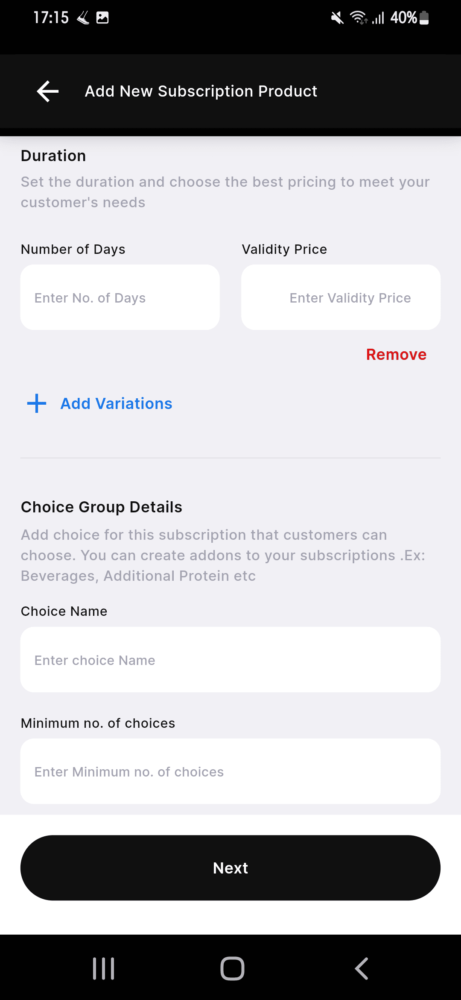 17:15 40%
Add New Subscription Product
Duration
Set the duration and choose the best pricing to meet your
customer's needs
Number of Days Validity Price
Enter No. of Days Enter Validity Price
Remove
Add Variations
Choice Group Details
Add choice for this subscription that customers can
choose. You can create addons to your subscriptions .Ex:
Beverages, Additional Protein etc
Choice Name
Enter choice Name
Minimum no. of choices
Enter Minimum no. of choices
Next